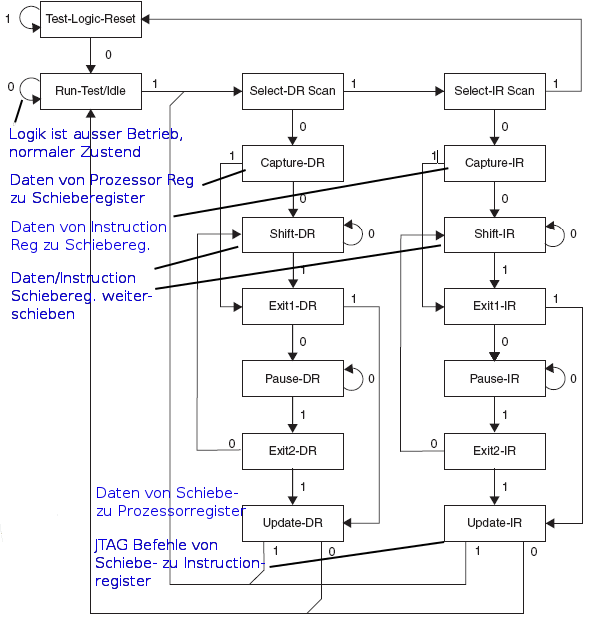 1
Test-Logic-Reset
0
0
Run-Test/Idle
1
Select-DR Scan
1
Select-IR Scan
1
Logik ist ausser Betrieb,
normaler Zustend
0
0
1
Capture-DR
1
Capture-IR
Daten von Prozessor Reg
zu Schieberegister
0
0
Daten von Instruction
Reg zu Schiebereg.
Shift-DR
0
Shift-IR
0
Daten/Instruction
Schiebereg. weiter-
schieben
1
1
Exit1-DR
1
Exit1-IR
1
0
0
Pause-DR
0
Pause-IR
0
1
1
0
Exit2-DR
0
Exit2-IR
1
1
Daten von Schiebe-
zu Prozessorregister
Update-DR
Update-IR
JTAG Befehle von
Schiebe- zu Instruction-
register
1
0
1
0